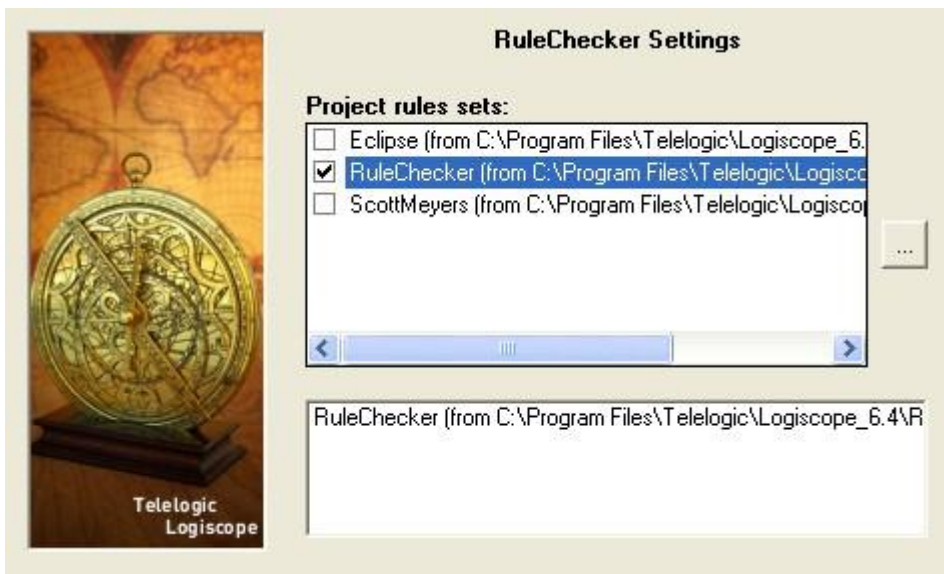 RuleChecker Settings
Project rules sets:
Eclipse (from C:\Program Files\Telelogic\Logiscope_6.
RuleChecker (from C:\Program Files\Telelogic\Logisco
ScottMeyers (from C:\Program Files\Telelogic\Logiscop
...
RuleChecker (from C:\Program Files\Telelogic\Logiscope_6.4\R
Telelogic
Logiscope